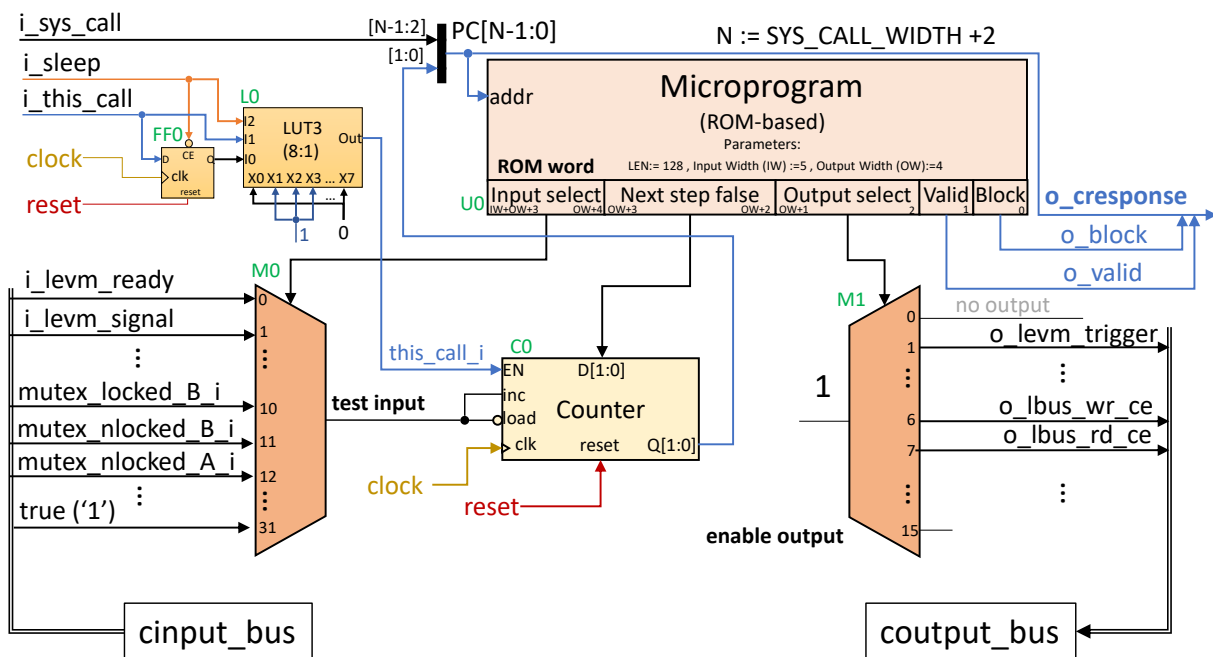 i_sys_call
[N-1:2]
PC[N-1:0]
N := SYS_CALL_WIDTH +2
[1:0]
i_sleep
i_this_call
L0
FF0
CE
D
Q
clk
reset
clock
reset
I2
I1
I0
LUT3
(8:1)
Out
X0 X1 X2 X3 ... X7
...
1
0
addr
Microprogram
(ROM-based)
Parameters:
LEN:= 128 , Input Width (IW) :=5 , Output Width (OW):=4
ROM word
U0
Input select
IW+OW+3
OW+4
Next step false
OW+3
OW+2
Output select
OW+1
2
Valid
1
Block
0
o_cresponse
o_block
o_valid
M0
i_levm_ready
0
i_levm_signal
1
mutex_locked_B_i
10
mutex_nlocked_B_i
11
mutex_nlocked_A_i
12
true ('1')
31
test input
this_call_i
C0
EN
D[1:0]
inc
load
Counter
clk
reset
Q[1:0]
clock
reset
M1
1
enable output
0
no output
1
o_levm_trigger
6
o_lbus_wr_ce
7
o_lbus_rd_ce
15
cinput_bus
coutput_bus